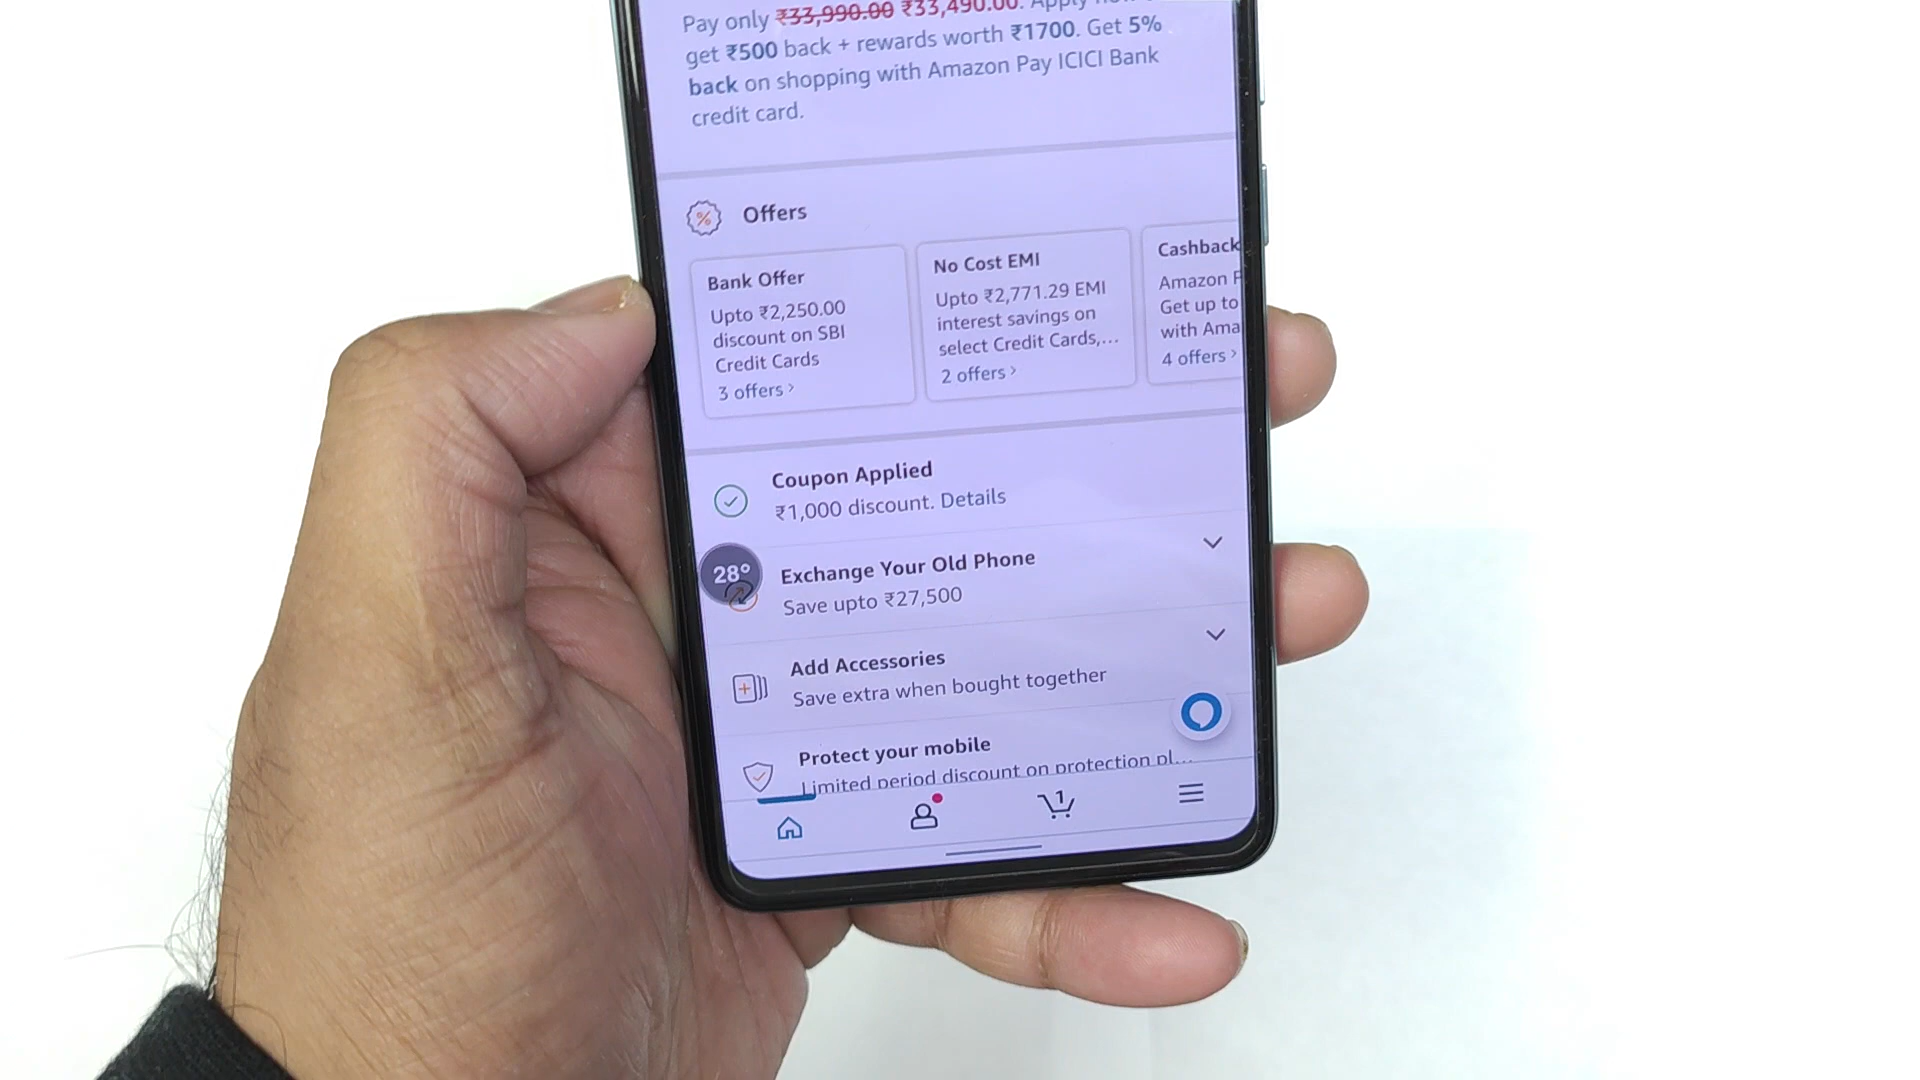 Pay only ₹33,990.00 ₹33,490.00. Apply
get ₹500 back + rewards worth ₹1700. Get 5%
back on shopping with Amazon Pay ICICI Bank
credit card.
Offers
Bank Offer
Upto ₹2,250.00
discount on SBI
Credit Cards
3 offers ›
No Cost EMI
Upto ₹2,771.29 EMI
interest savings on
select Credit Cards,...
2 offers ›
Cashback
Amazon
Get up to
with Ama
4 offers ›
Coupon Applied
₹1,000 discount. Details
28°
Exchange Your Old Phone
Save upto ₹27,500
Add Accessories
Save extra when bought together
Protect your mobile
Limited period discount on protection pl...
1